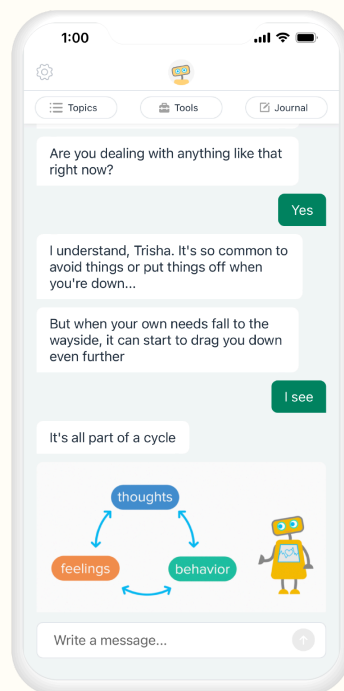 1:00
Topics
Tools
Journal
Are you dealing with anything like that
right now?
Yes
I understand, Trisha. It's so common to
avoid things or put things off when
you're down...
But when your own needs fall to the
wayside, it can start to drag you down
even further
I see
It's all part of a cycle
thoughts
feelings
behavior
Write a message...